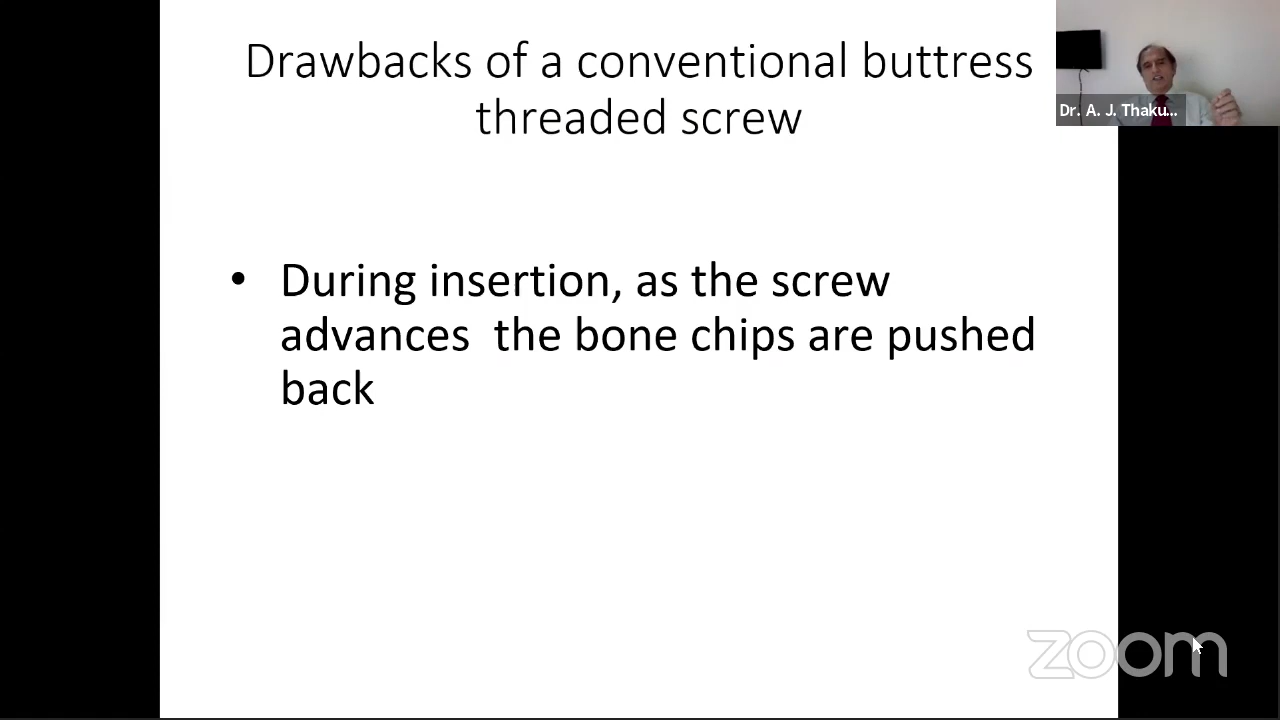 Drawbacks of a conventional buttress
threaded screw
Dr. A. J. Thaku...
• During insertion, as the screw
advances the bone chips are pushed
back
zoom